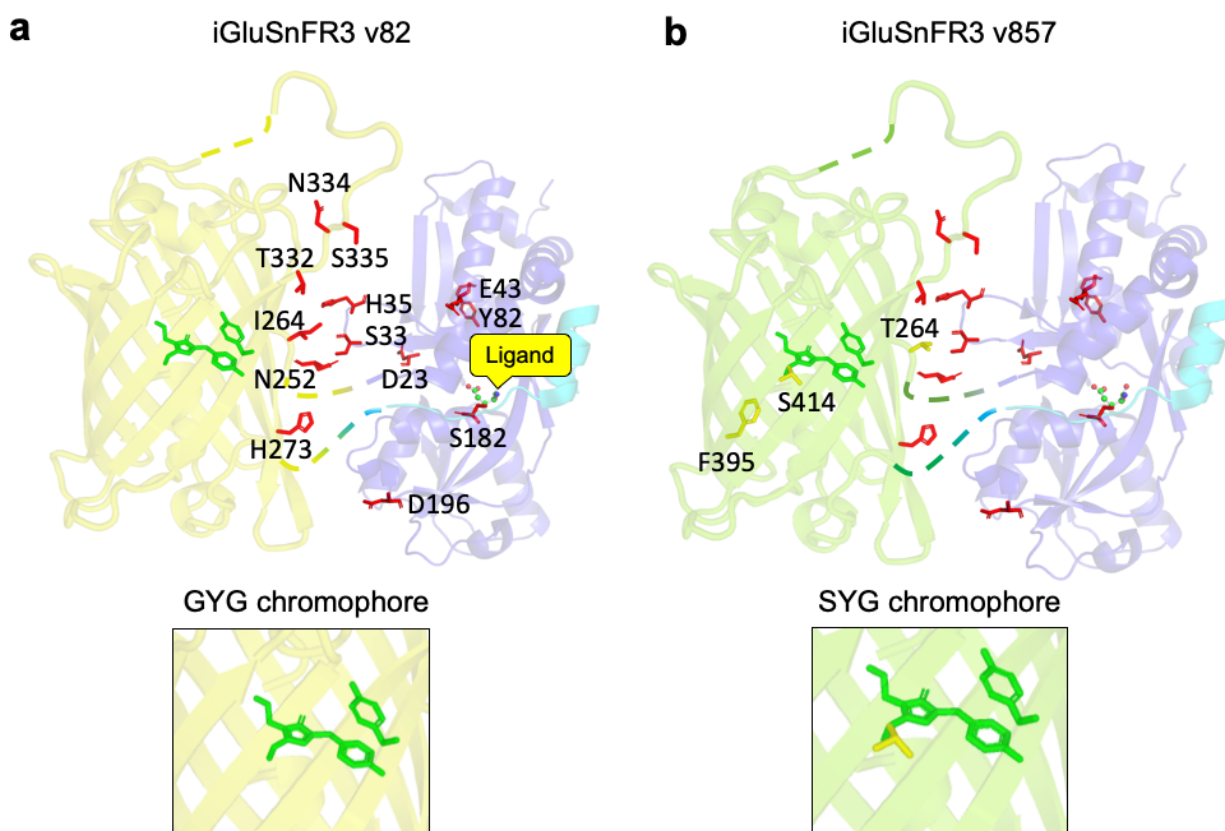 a
iGluSnFR3 v82
N334
T332
S335
I264
H35
E43
Y82
S33
Ligand
N252
D23
H273
S182
D196
GYG chromophore
b
iGluSnFR3 v857
T264
S414
F395
SYG chromophore